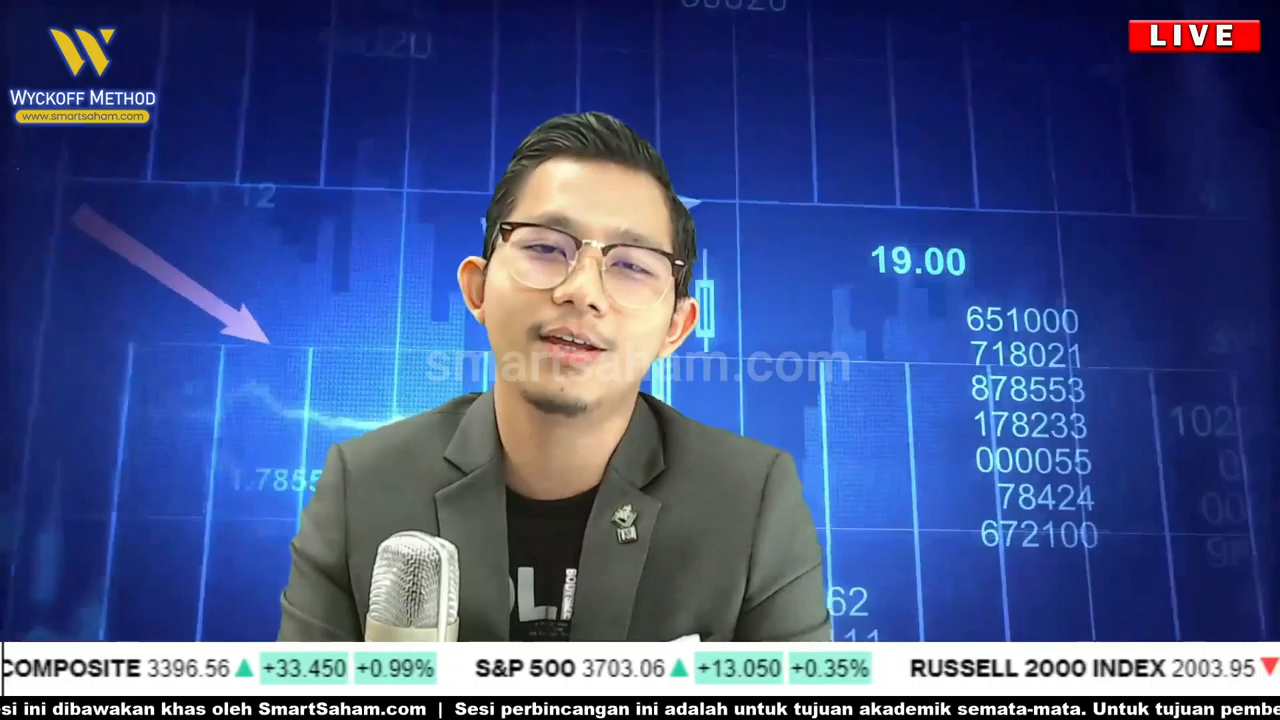 LIVE
WYCKOFF METHOD
www.smartsaham.com
19.00
651000
718021
878553
178233
000055
78424
672100
smartsaham.com
1.7855
62
COMPOSITE 3396.56 ▲ +33.450 +0.99% S&P 500 3703.06 ▲ +13.050 +0.35% RUSSELL 2000 INDEX 2003.95 ▼
esi ini dibawakan khas oleh SmartSaham.com | Sesi perbincangan ini adalah untuk tujuan akademik semata-mata. Untuk tujuan pembe